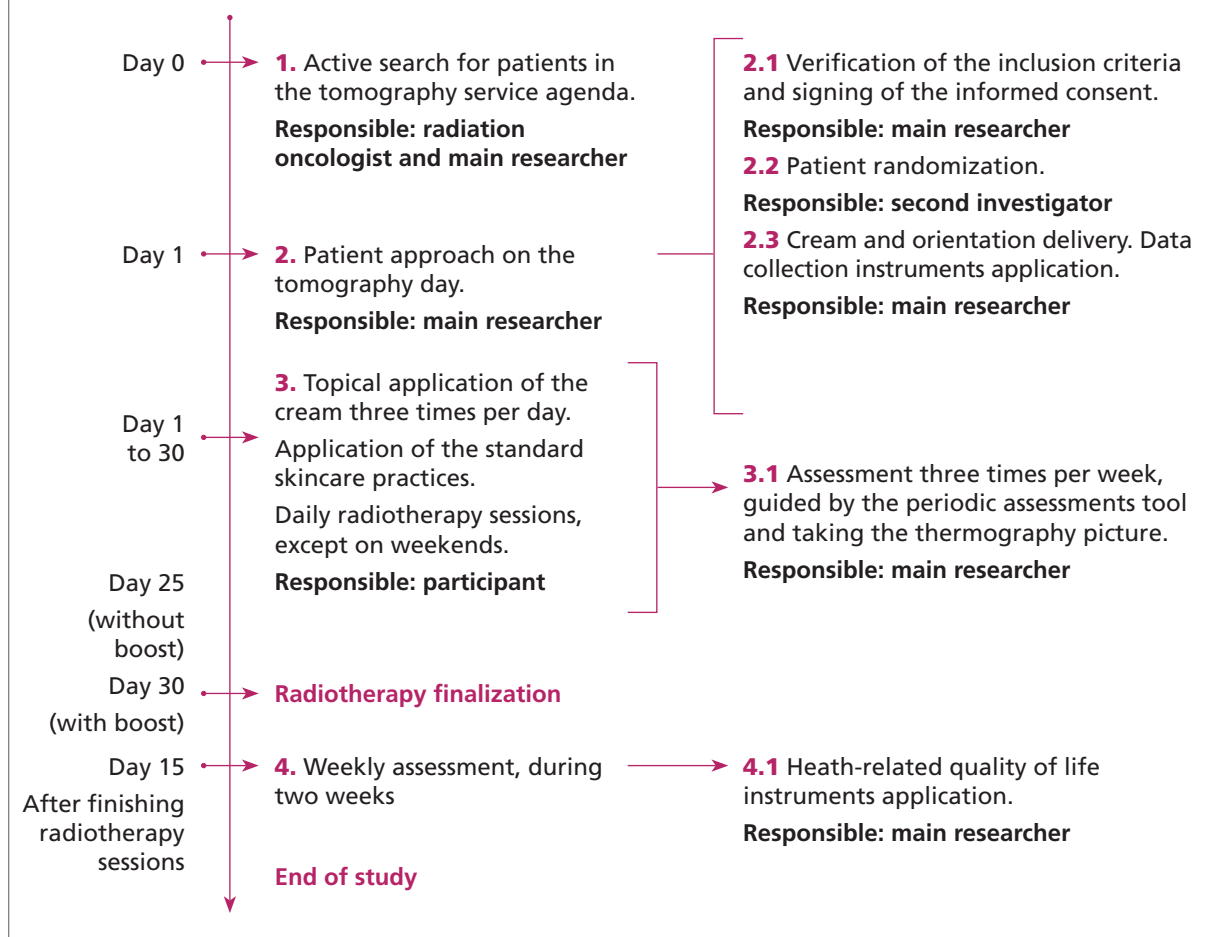 Day 0
1. Active search for patients in
the tomography service agenda.
Responsible: radiation
oncologist and main researcher
2.1 Verification of the inclusion criteria
and signing of the informed consent.
Responsible: main researcher
2.2 Patient randomization.
Responsible: second investigator
2.3 Cream and orientation delivery. Data
collection instruments application.
Responsible: main researcher
Day 1
2. Patient approach on the
tomography day.
Responsible: main researcher
Day 1
to 30
3. Topical application of the
cream three times per day.
Application of the standard
skincare practices.
Daily radiotherapy sessions,
except on weekends.
Responsible: participant
3.1 Assessment three times per week,
guided by the periodic assessments tool
and taking the thermography picture.
Responsible: main researcher
Day 25
(without
boost)
Day 30
(with boost)
Radiotherapy finalization
Day 15
After finishing
radiotherapy
sessions
4. Weekly assessment, during
two weeks
4.1 Heath-related quality of life
instruments application.
Responsible: main researcher
End of study